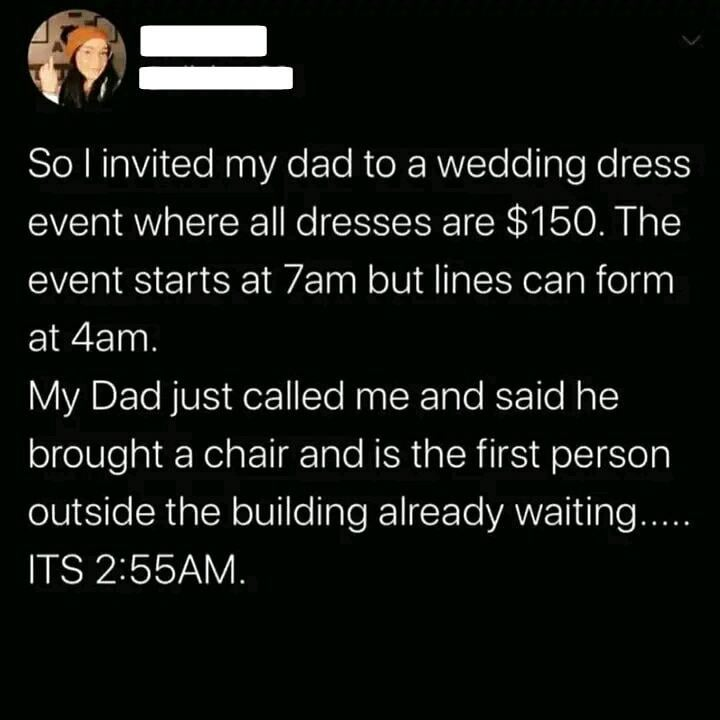 So I invited my dad to a wedding dress
event where all dresses are $150. The
event starts at 7am but lines can form
at 4am.
My Dad just called me and said he
brought a chair and is the first person
outside the building already waiting.....
ITS 2:55AM.